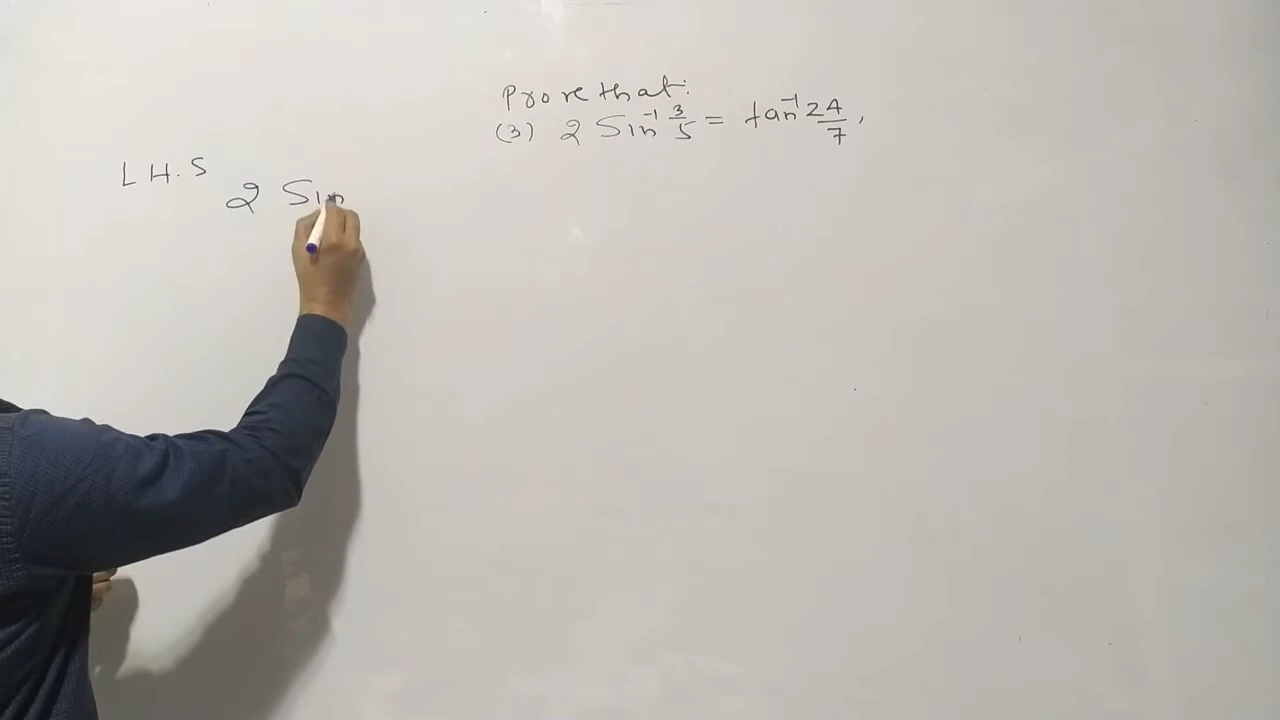 Prove that:
(3) 2 Sin⁻¹ 3/5 = tan⁻¹ 24/7,
L H. S
2 Sin